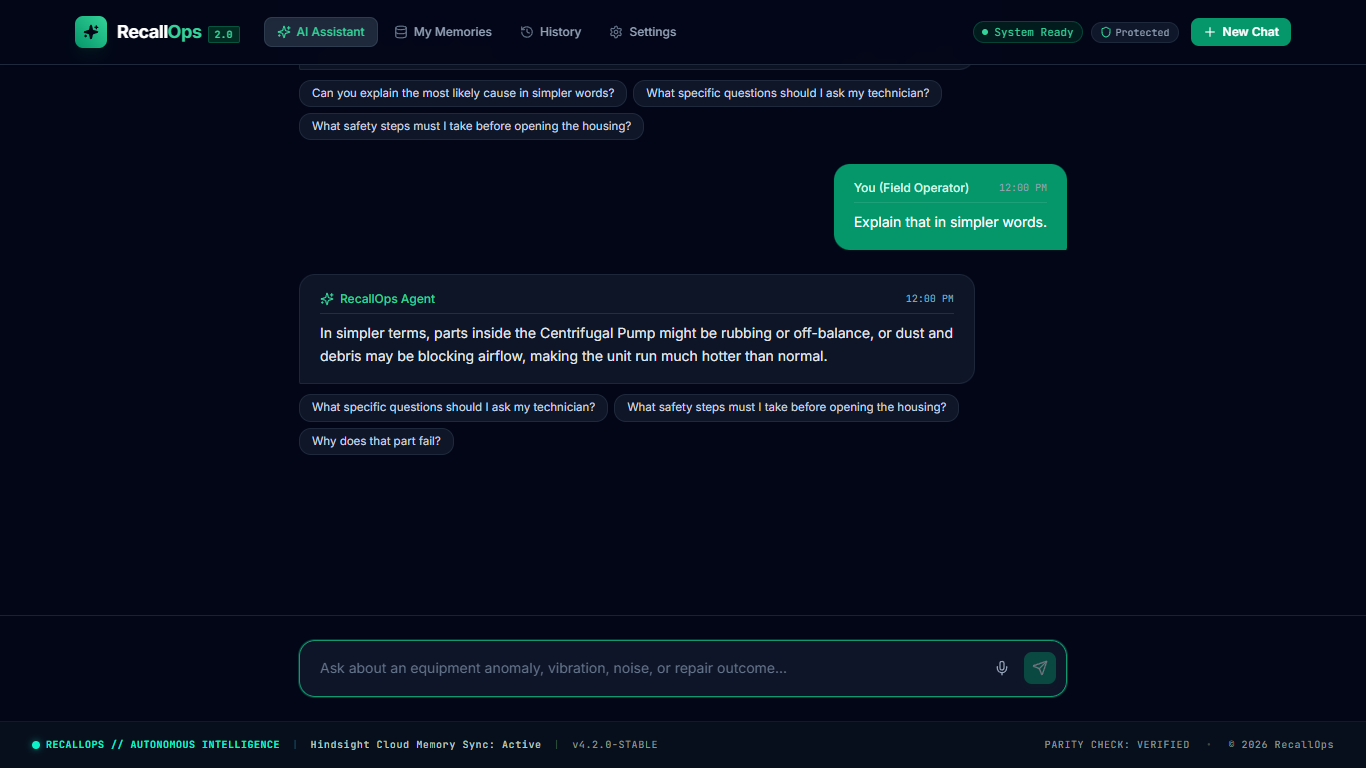 RecallOps 2.0
AI Assistant
My Memories
History
Settings
System Ready
Protected
New Chat
Can you explain the most likely cause in simpler words?
What specific questions should I ask my technician?
What safety steps must I take before opening the housing?
You (Field Operator) 12:00 PM
Explain that in simpler words.
RecallOps Agent 12:00 PM
In simpler terms, parts inside the Centrifugal Pump might be rubbing or off-balance, or dust and
debris may be blocking airflow, making the unit run much hotter than normal.
What specific questions should I ask my technician?
What safety steps must I take before opening the housing?
Why does that part fail?
Ask about an equipment anomaly, vibration, noise, or repair outcome...
RECALLOPS // AUTONOMOUS INTELLIGENCE | Hindsight Cloud Memory Sync: Active | v4.2.0-STABLE
PARITY CHECK: VERIFIED · © 2026 RecallOps